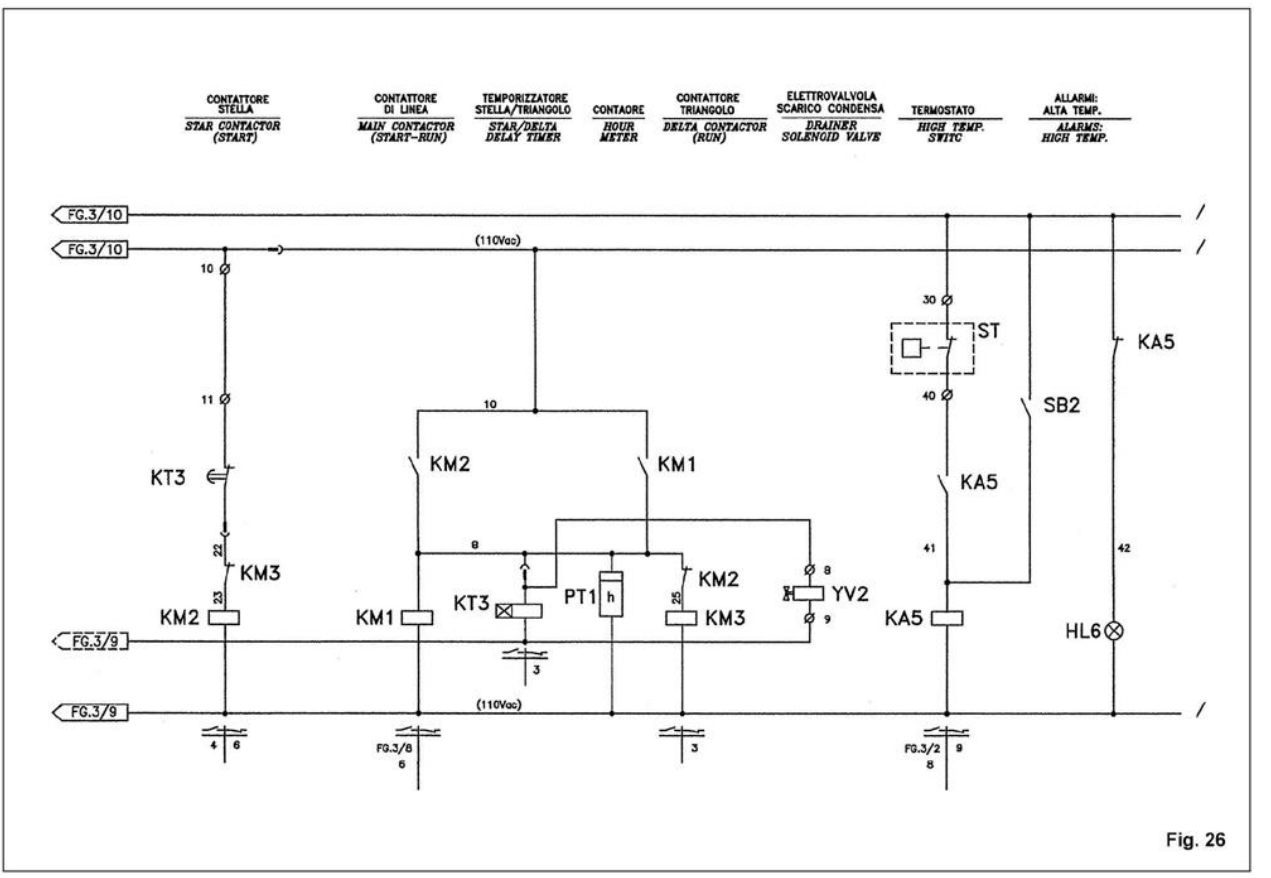 CONTATTORE
STELLA
STAR CONTACTOR
(START)
CONTATTORE
DI LINEA
MAIN CONTACTOR
(START-RUN)
TEMPORIZZATORE
STELLA/TRIANGOLO
STAR/DELTA
DELAY TIMER
CONTAORE
HOUR
METER
CONTATTORE
TRIANGOLO
DELTA CONTACTOR
(RUN)
ELETTROVALVOLA
SCARICO CONDENSA
DRAINER
SOLENOID VALVE
TERMOSTATO
HIGH TEMP.
SWITC
ALLARMI:
ALTA TEMP.
ALARMS:
HIGH TEMP.
FG.3/10
FG.3/10
(110Vac)
10
30
ST
KA5
11
40
SB2
10
KT3
KM2
KM1
KA5
22
8
41
42
KM3
KM2
8
23
KT3
PT1
h
25
YV2
KM2
KM1
KM3
9
KA5
HL6
FG.3/9
3
FG.3/9
(110Vac)
4 6
FG.3/8
6
3
FG.3/2 9
8
Fig. 26